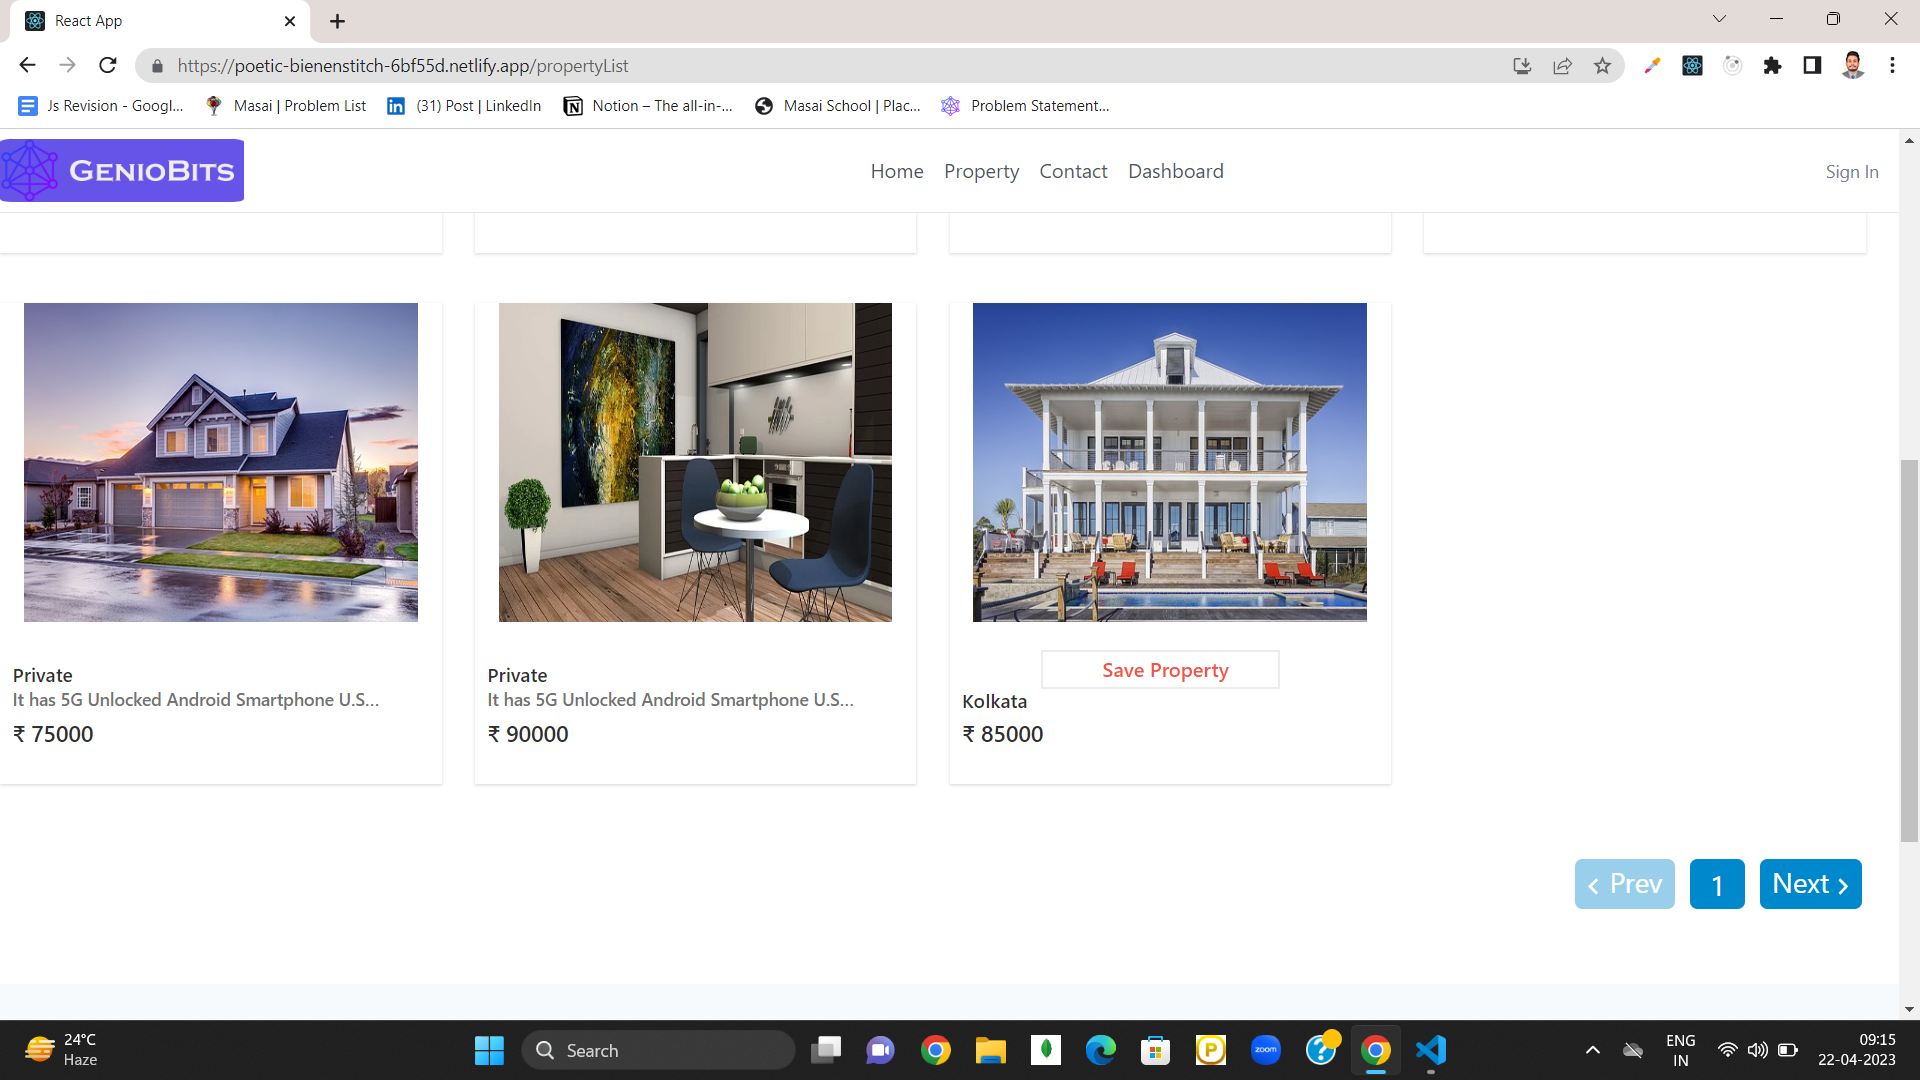 React App
https://poetic-bienenstitch-6bf55d.netlify.app/propertyList
Js Revision - Googl...
Masai | Problem List
(31) Post | LinkedIn
Notion – The all-in-...
Masai School | Plac...
Problem Statement...
GENIOBITS
Home
Property
Contact
Dashboard
Sign In
Private
It has 5G Unlocked Android Smartphone U.S...
₹ 75000
Private
It has 5G Unlocked Android Smartphone U.S...
₹ 90000
Save Property
Kolkata
₹ 85000
‹ Prev
1
Next ›
24°C
Haze
Search
zoom
ENG
IN
09:15
22-04-2023